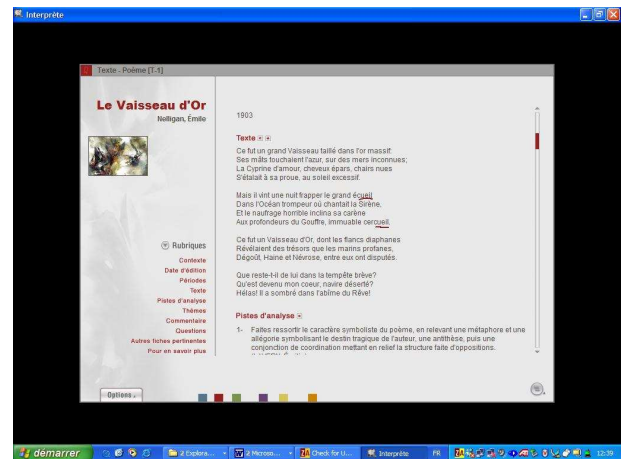 Interprète
Texte - Poème [T-1]
Le Vaisseau d'Or
Nelligan, Émile
1903
Texte
Ce fut un grand Vaisseau taillé dans l'or massif:
Ses mâts touchaient l'azur, sur des mers inconnues;
La Cyprine d'amour, cheveux épars, chairs nues
S'étalait à sa proue, au soleil excessif.
Mais il vint une nuit frapper le grand écueil
Dans l'Océan trompeur où chantait la Sirène,
Et le naufrage horrible inclina sa carène
Aux profondeurs du Gouffre, immuable cercueil.
Ce fut un Vaisseau d'Or, dont les flancs diaphanes
Révélaient des trésors que les marins profanes,
Dégoût, Haine et Névrose, entre eux ont disputés.
Que reste-t-il de lui dans la tempête brève?
Qu'est devenu mon coeur, navire déserté?
Hélas! Il a sombré dans l'abîme du Rêve!
Pistes d'analyse
1- Faites ressortir le caractère symboliste du poème, en relevant une métaphore et une
allégorie symbolisant le destin tragique de l'auteur, une antithèse, puis une
conjonction de coordination mettant en relief la structure faite d'oppositions.
Rubriques
Contexte
Date d'édition
Périodes
Texte
Pistes d'analyse
Thèmes
Commentaire
Questions
Autres fiches pertinentes
Pour en savoir plus
Options
démarrer
2 Explora...
2 Microso...
Check for U...
Interprète
FR
12:39